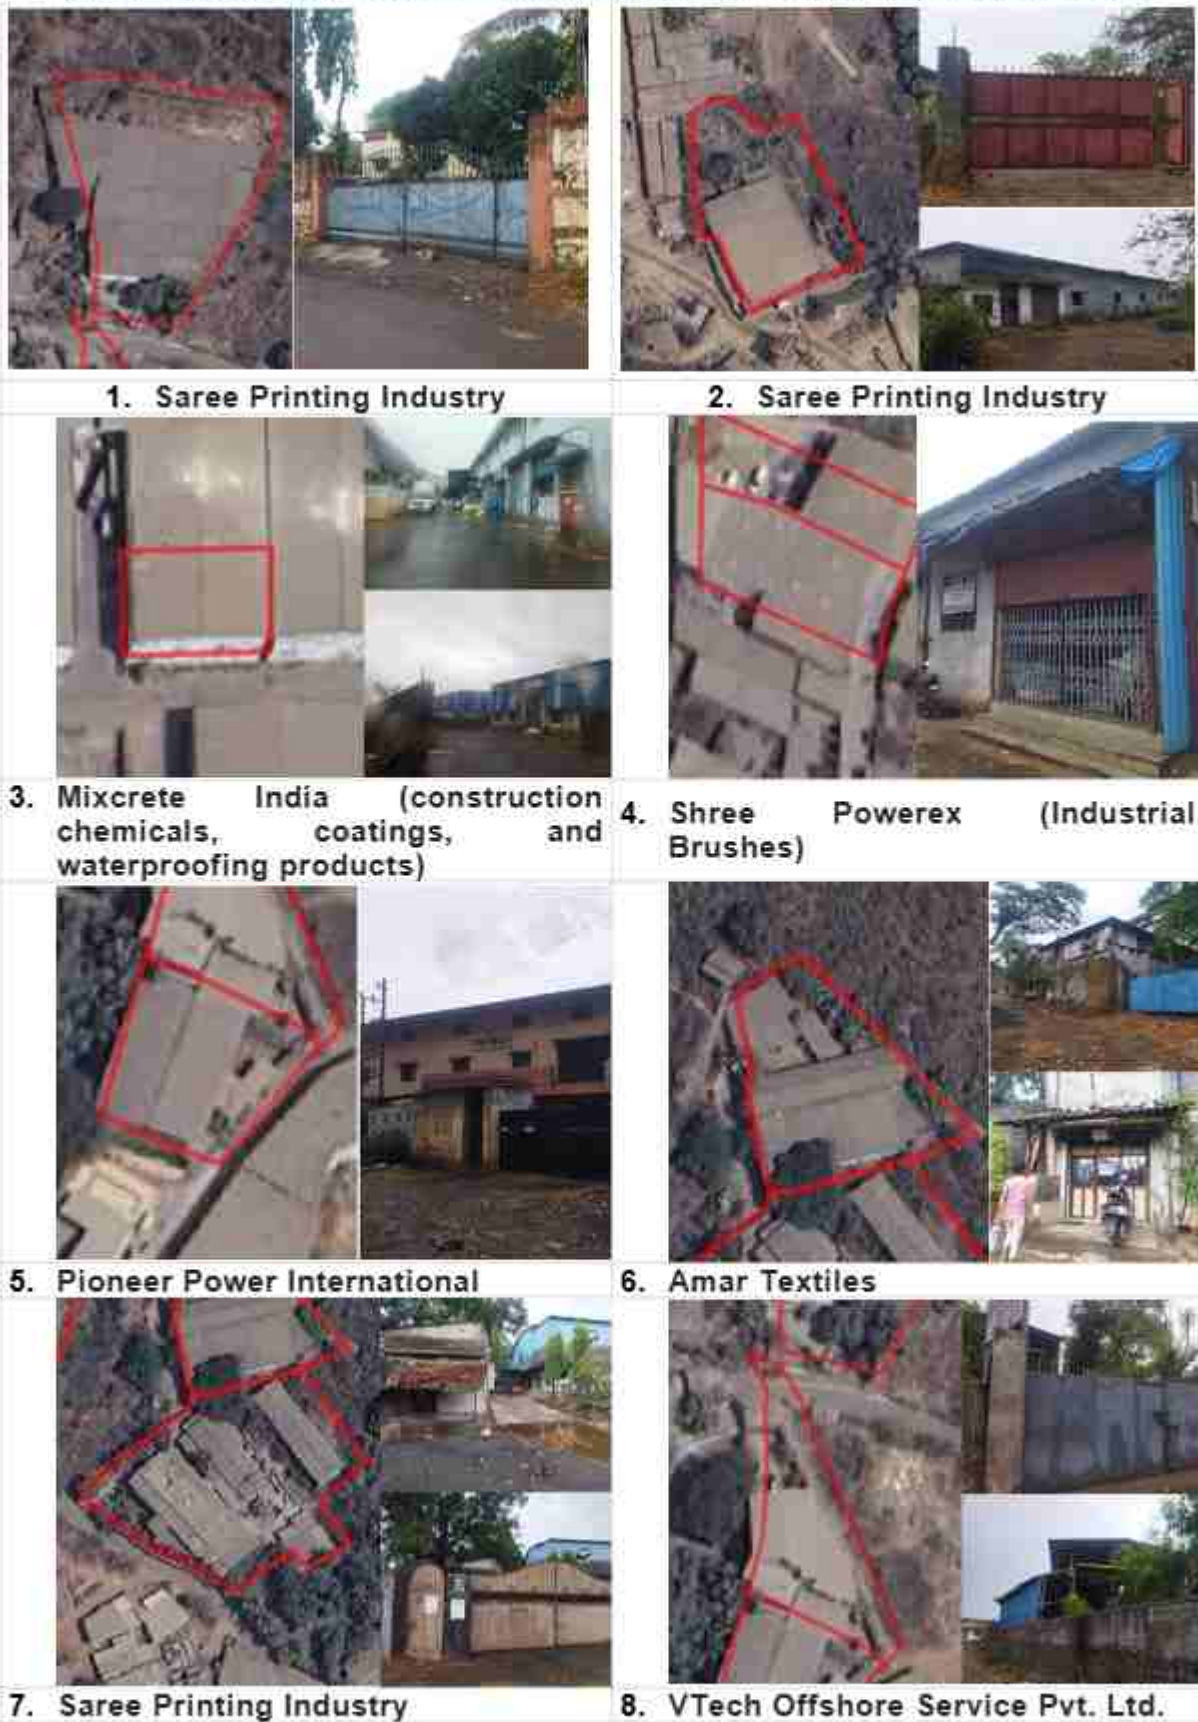 1. Saree Printing Industry
2. Saree Printing Industry
3. Mixcrete India (construction
chemicals, coatings, and
waterproofing products)
4. Shree Powerex (Industrial
Brushes)
5. Pioneer Power International
6. Amar Textiles
7. Saree Printing Industry
8. VTech Offshore Service Pvt. Ltd.